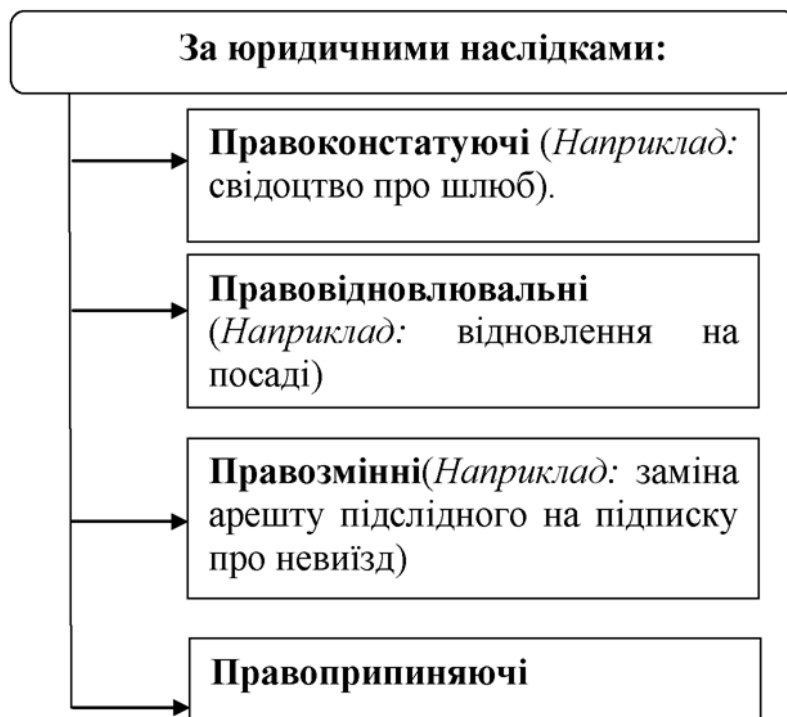 За юридичними наслідками:
Правоконстатуючі (Наприклад:
свідоцтво про шлюб).
Правовідновлювальні
(Наприклад: відновлення на
посаді)
Правозмінні(Наприклад: заміна
арешту підслідного на підписку
про невиїзд)
Правоприпиняючі